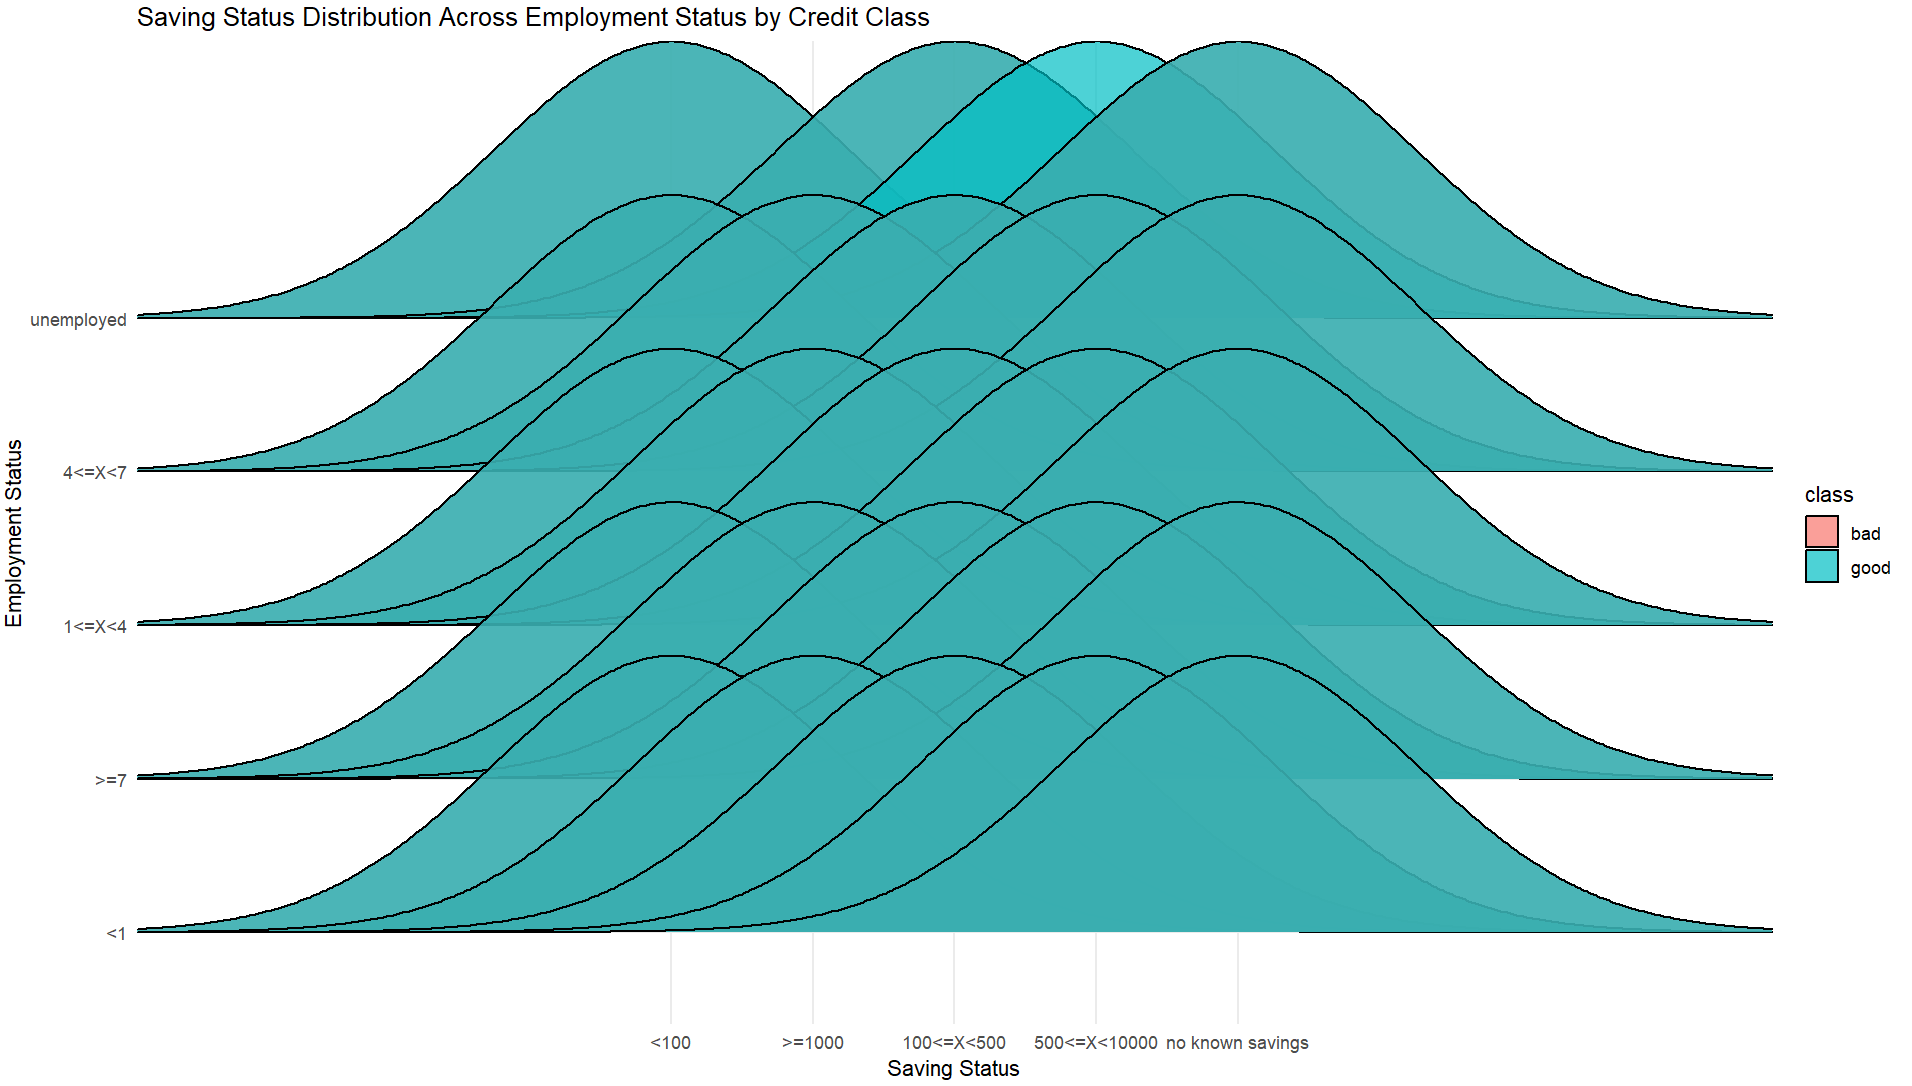 Saving Status Distribution Across Employment Status by Credit Class
Employment Status
unemployed
4<=X<7
1<=X<4
>=7
<1
<100
>=1000
100<=X<500
500<=X<10000
no known savings
Saving Status
class
bad
good